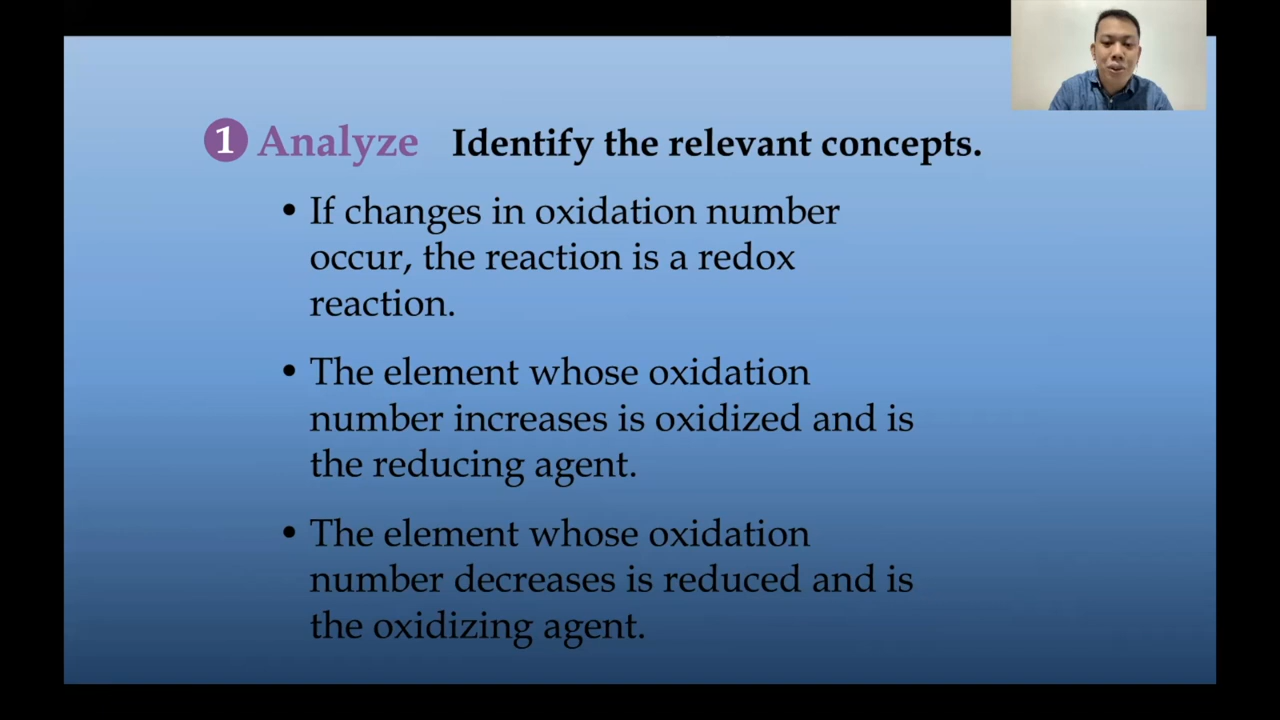 1 Analyze Identify the relevant concepts.
• If changes in oxidation number
occur, the reaction is a redox
reaction.
• The element whose oxidation
number increases is oxidized and is
the reducing agent.
• The element whose oxidation
number decreases is reduced and is
the oxidizing agent.